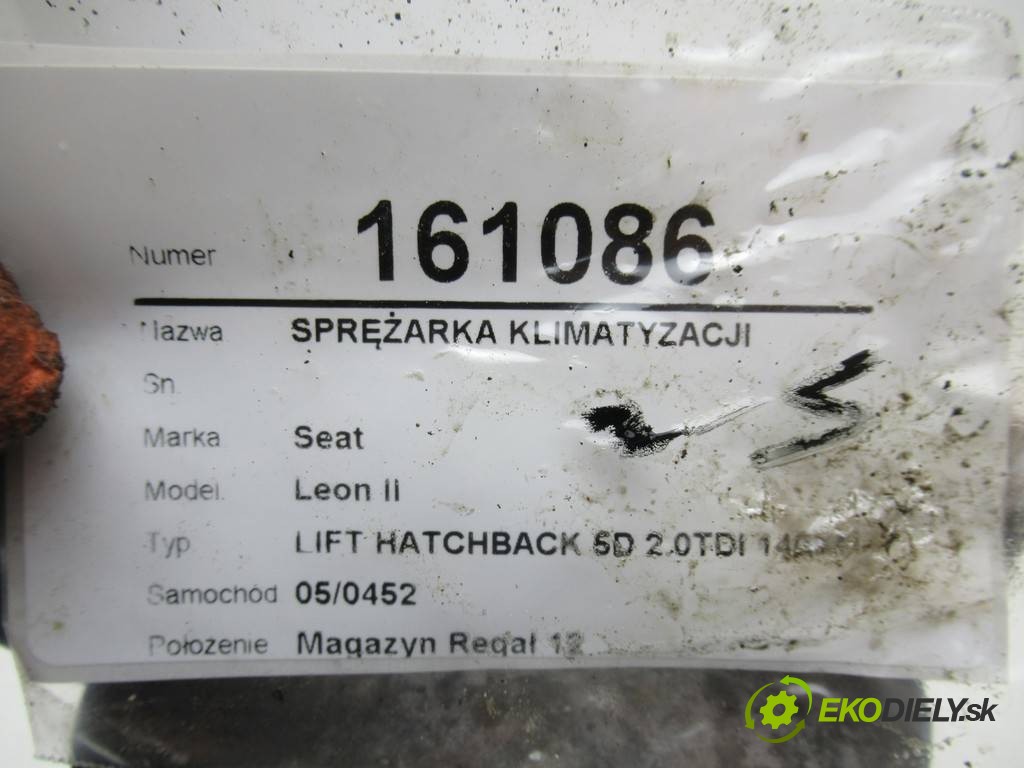 Numer 161086
Nazwa SPRĘŻARKA KLIMATYZACJI
Sn.
Marka Seat
Model. Leon II
Typ LIFT HATCHBACK 5D 2.0TDI
Samochód 05/0452
Położenie Magazyn Regał 12
EKODIELY.sk